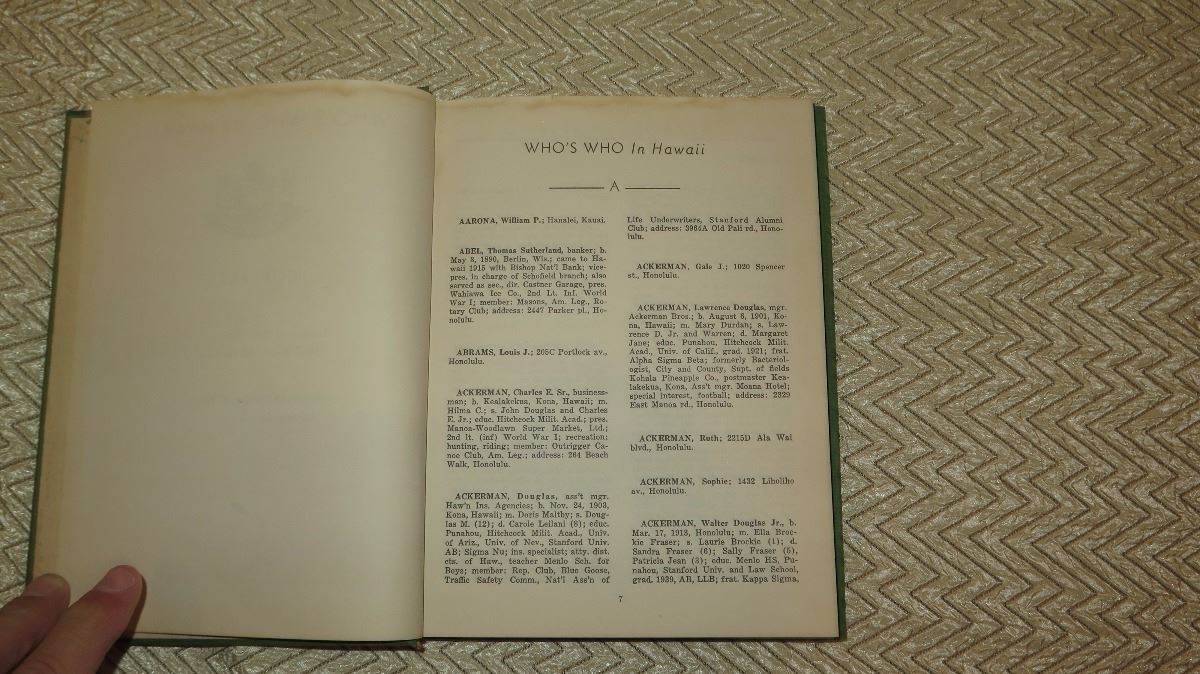 WHO'S WHO In Hawaii
A
AARONA, William P.; Hanalei, Kauai.
ABEL, Thomas Sutherland, banker; b.
May 3, 1890, Berlin, Wis.; came to Ha-
waii 1915 with Bishop Nat'l Bank; vice-
pres. in charge of Schofield branch; also
served as sec., dir. Castner Garage, pres.
Wahiawa Ice Co., 2nd Lt. Inf. World
War I; member: Masons, Am. Leg., Ro-
tary Club; address: 2447 Parker pl., Ho-
nolulu.
ABRAMS, Louis J.; 205C Portlock av.,
Honolulu.
ACKERMAN, Charles E. Sr., business-
man; b. Kealakekua, Kona, Hawaii; m.
Hilma C.; s. John Douglas and Charles
E. Jr.; educ. Hitchcock Milit. Acad.; pres.
Manoa-Woodlawn Super Market, Ltd.;
2nd lt. (inf) World War I; recreation:
hunting, riding; member: Outrigger Ca-
noe Club, Am. Leg.; address: 264 Beach
Walk, Honolulu.
ACKERMAN, Douglas, ass't mgr.
Haw'n Ins. Agencies; b. Nov. 24, 1903,
Kona, Hawaii; m. Doris Maltby; s. Doug-
las M. (12); d. Carole Leilani (8); educ.
Punahou, Hitchcock Milit. Acad., Univ.
of Ariz., Univ. of Nev., Stanford Univ.
AB; Sigma Nu; ins. specialist; atty. dist.
cts. of Haw., teacher Menlo Sch. for
Boys; member: Rep. Club, Blue Goose,
Traffic Safety Comm., Nat'l Ass'n of
Life Underwriters, Stanford Alumni
Club; address: 3964A Old Pali rd., Hono-
lulu.
ACKERMAN, Gale J.; 1020 Spencer
st., Honolulu.
ACKERMAN, Lawrence Douglas, mgr.
Ackerman Bros.; b. August 6, 1901, Ko-
na, Hawaii; m. Mary Durdan; s. Law-
rence D. Jr. and Warren; d. Margaret
Jane; educ. Punahou, Hitchcock Milit.
Acad., Univ. of Calif., grad. 1921; frat.
Alpha Sigma Beta; formerly Bacteriol-
ogist, City and County, Supt. of fields
Kohala Pineapple Co., postmaster Kea-
lakekua, Kona, Ass't mgr. Moana Hotel;
special interest, football; address: 2329
East Manoa rd., Honolulu.
ACKERMAN, Ruth; 2215D Ala Wai
blvd., Honolulu.
ACKERMAN, Sophie; 1432 Liholiho
av., Honolulu.
ACKERMAN, Walter Douglas Jr., b.
Mar. 17, 1913, Honolulu; m. Ella Broc-
kie Fraser; s. Laurie Brockie (1); d.
Sandra Fraser (6); Sally Fraser (5),
Patricia Jean (3); educ. Menlo HS, Pu-
nahou, Stanford Univ. and Law School,
grad. 1939, AB, LLB; frat. Kappa Sigma,
7